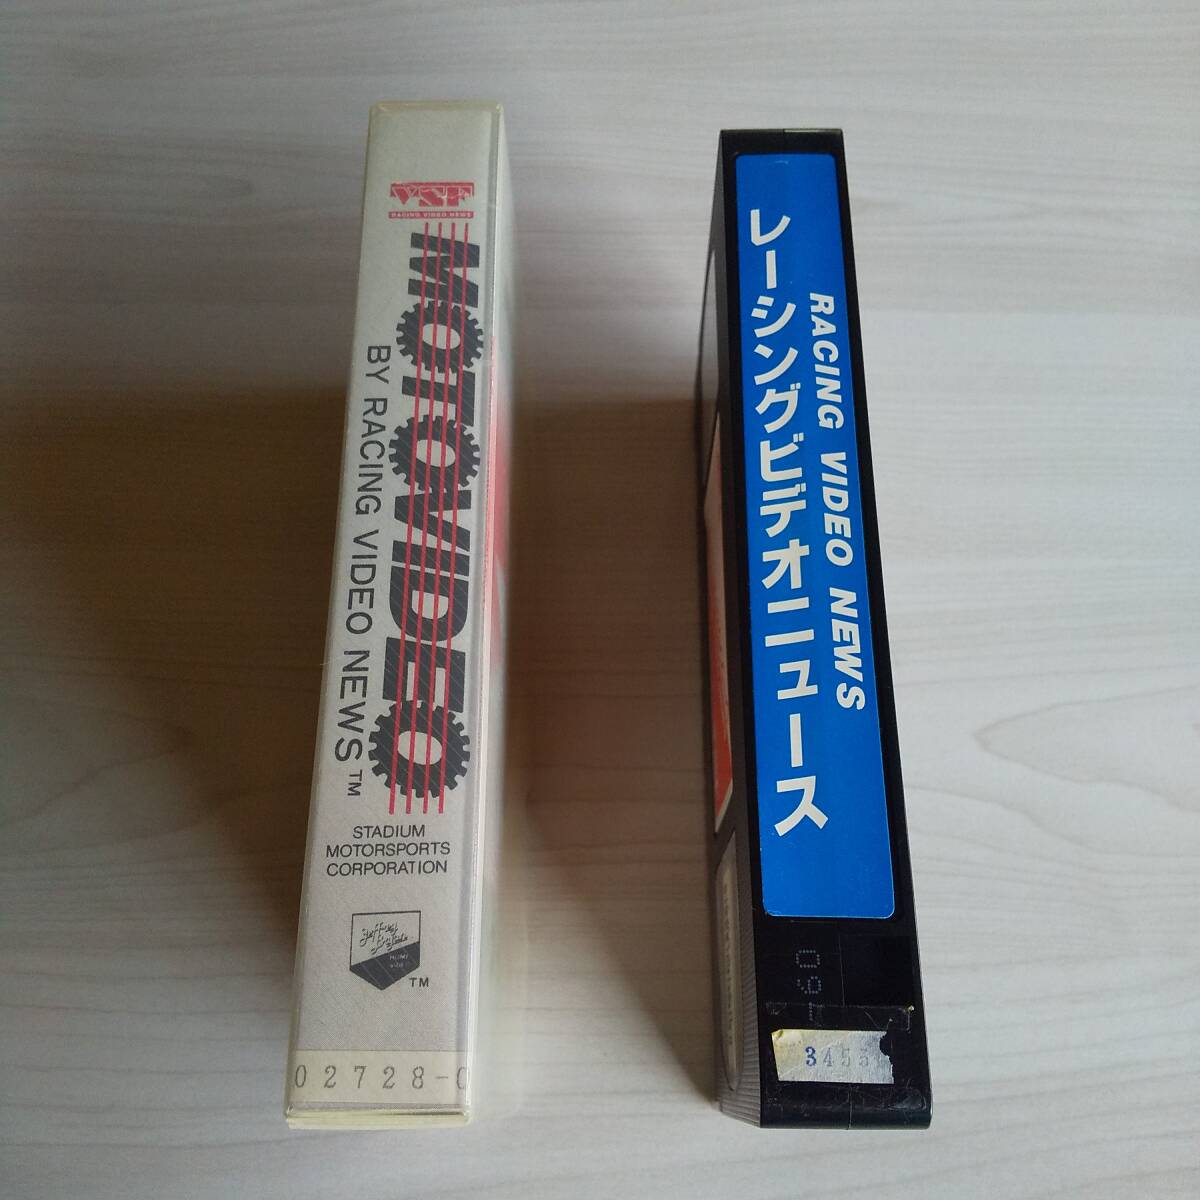 RACING VIDEO NEWS
MOTOVIDEO
BY RACING VIDEO NEWS™
STADIUM
MOTORSPORTS
CORPORATION
TM
02728-0
レーシングビデオニュース
RACING VIDEO NEWS
3455